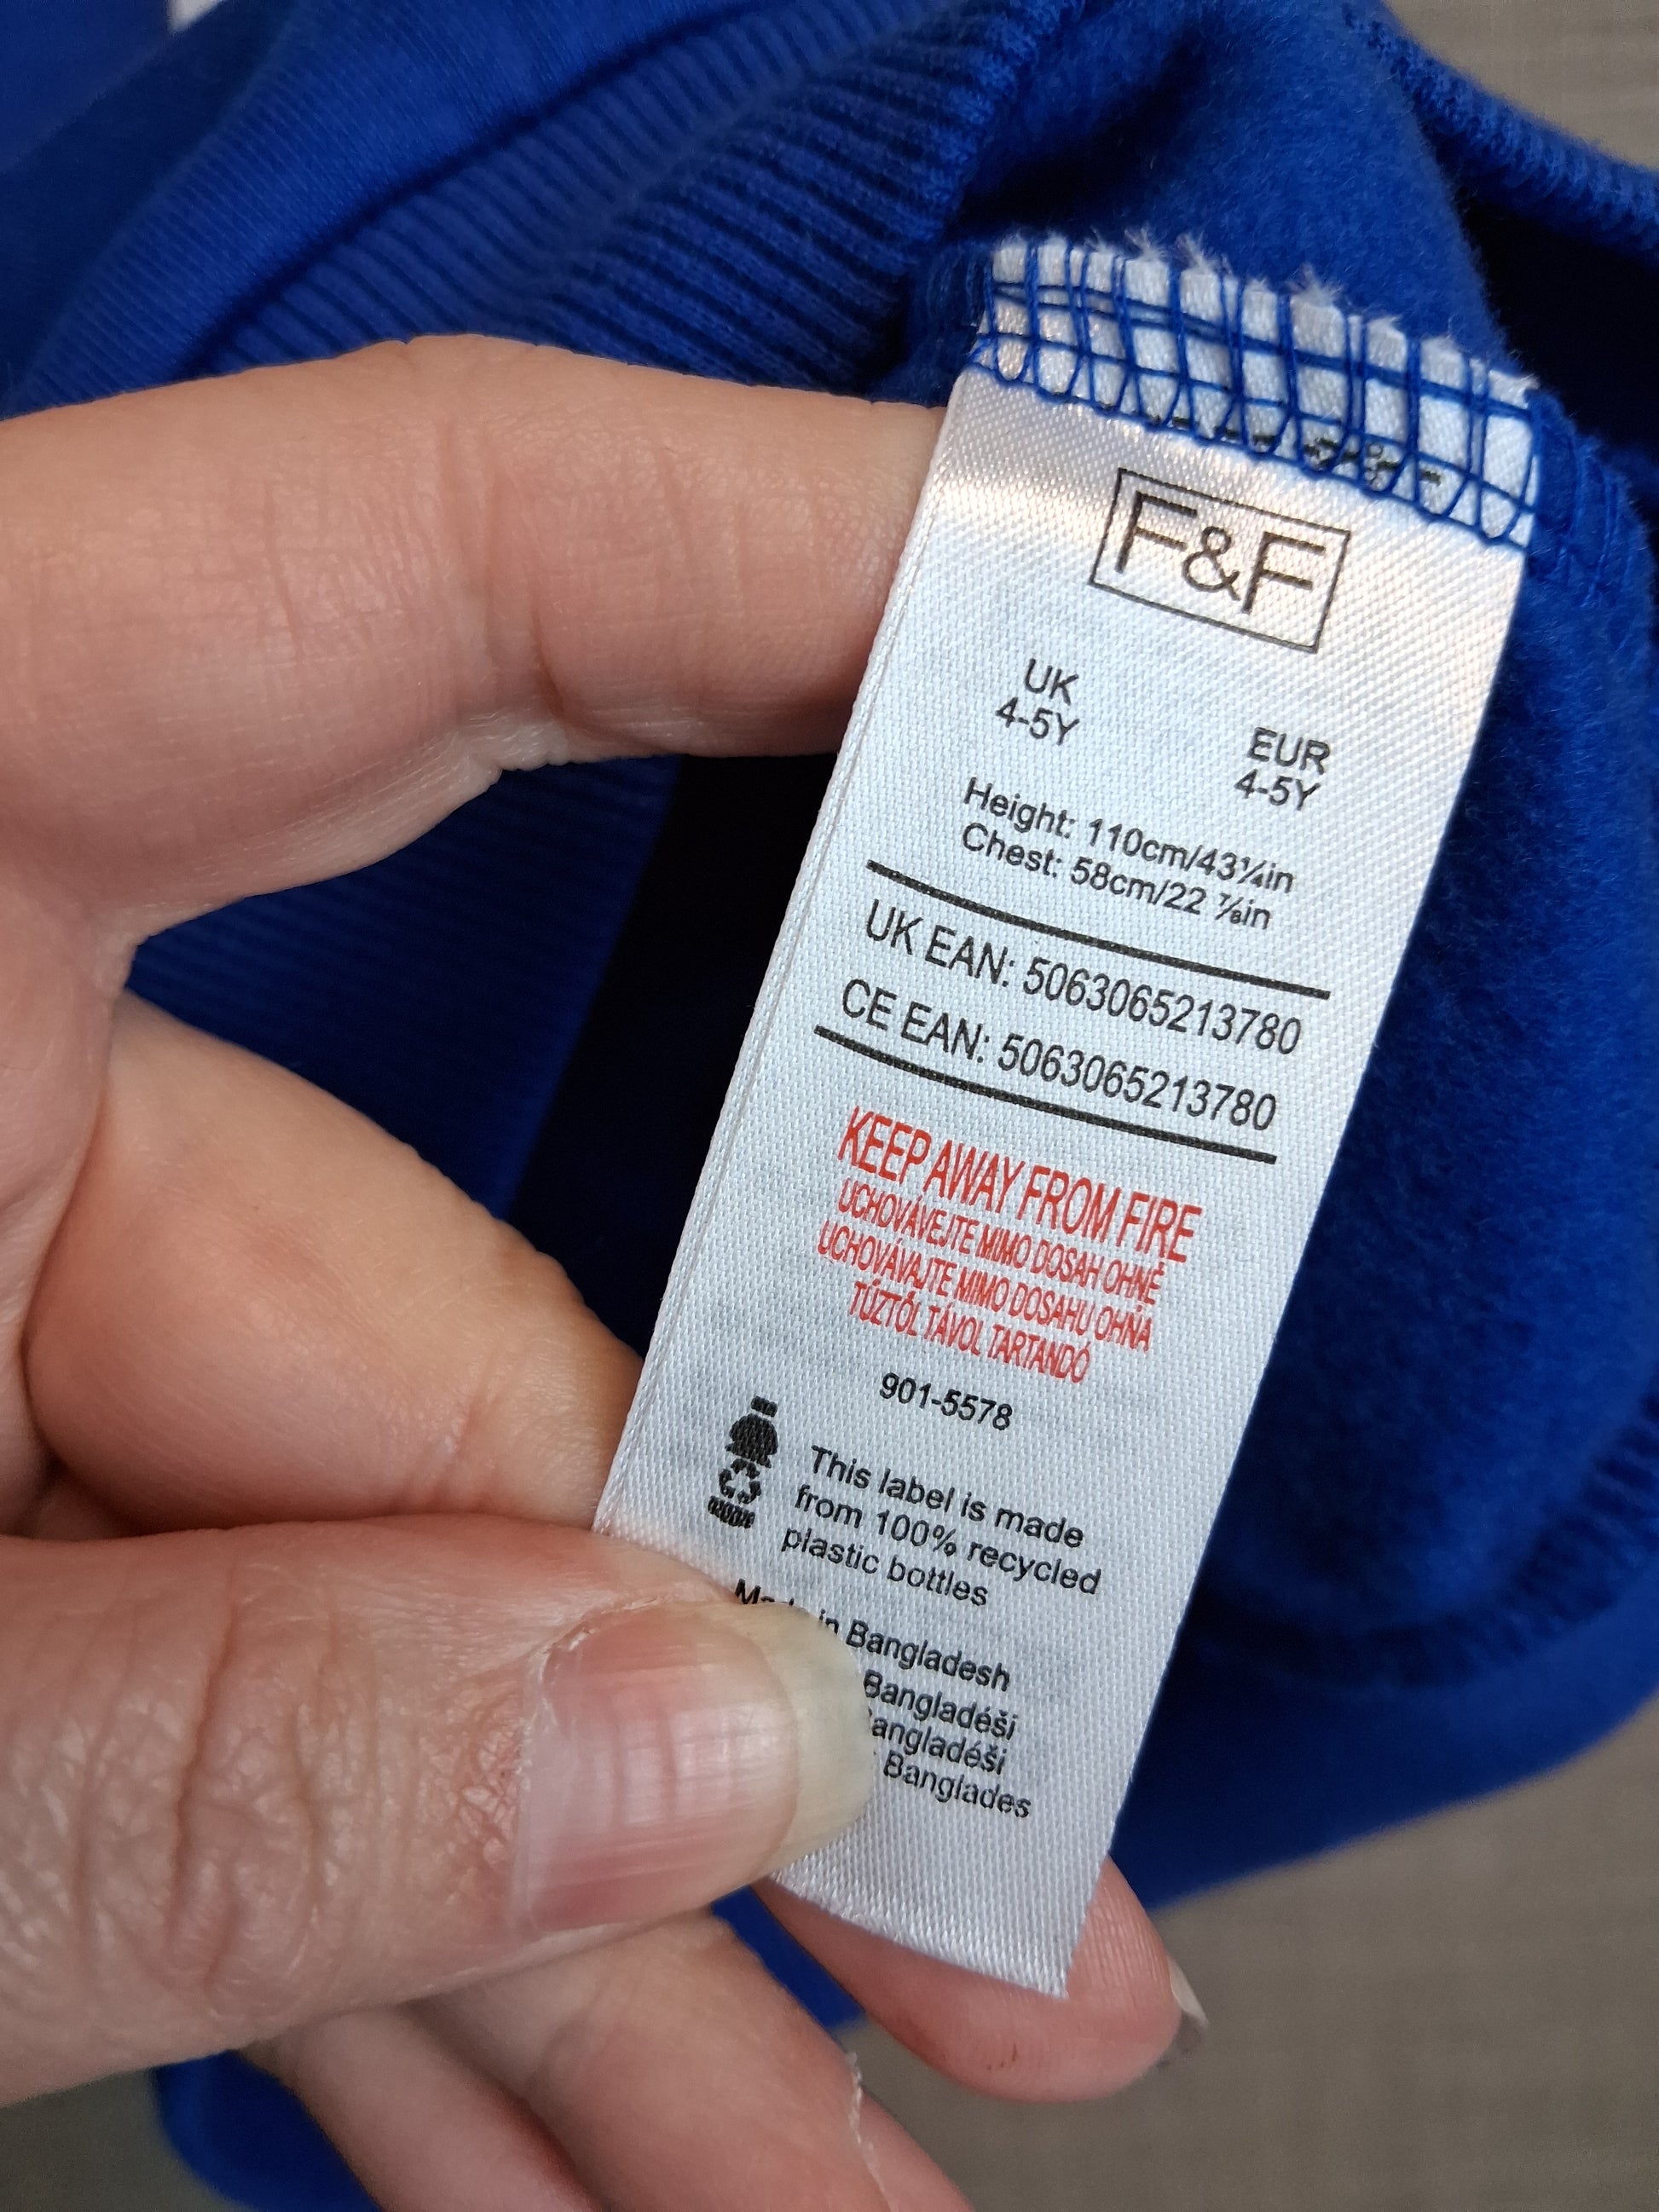 F&F
UK
4-5Y
EUR
4-5Y
Height: 110cm/43¼in
Chest: 58cm/22 ⅞in
UK EAN: 5063065213780
CE EAN: 5063065213780
KEEP AWAY FROM FIRE
UCHOVÁVEJTE MIMO DOSAH OHNĚ
UCHOVÁVAJTE MIMO DOSAHU OHŇA
TŰZTŐL TÁVOL TARTANDÓ
901-5578
This label is made
from 100% recycled
plastic bottles
in Bangladesh
Bangladéši
angladéši
Banglades